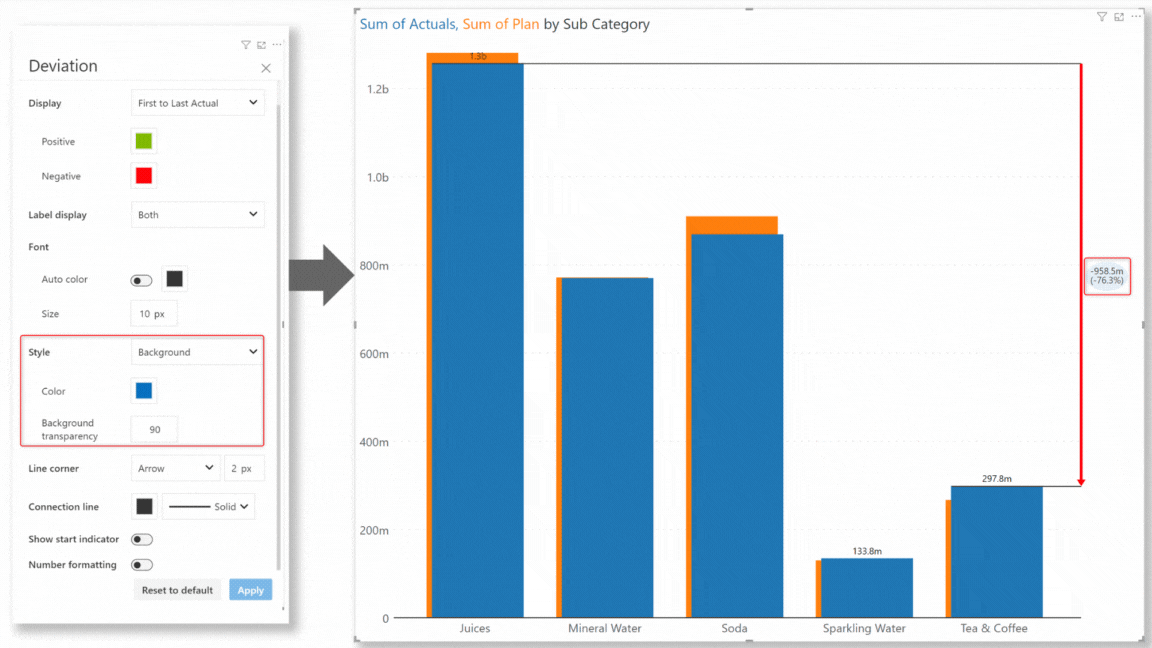 Deviation
Display First to Last Actual
Positive
Negative
Label display Both
Font
Auto color
Size 10 px
Style Background
Color
Background
transparency 90
Line corner Arrow 2 px
Connection line Solid
Show start indicator
Number formatting
Reset to default Apply
Sum of Actuals, Sum of Plan by Sub Category
1.3b
1.2b
1.0b
800m
-958.5m
(-76.3%)
600m
400m
297.8m
200m
133.8m
0
Juices Mineral Water Soda Sparkling Water Tea & Coffee